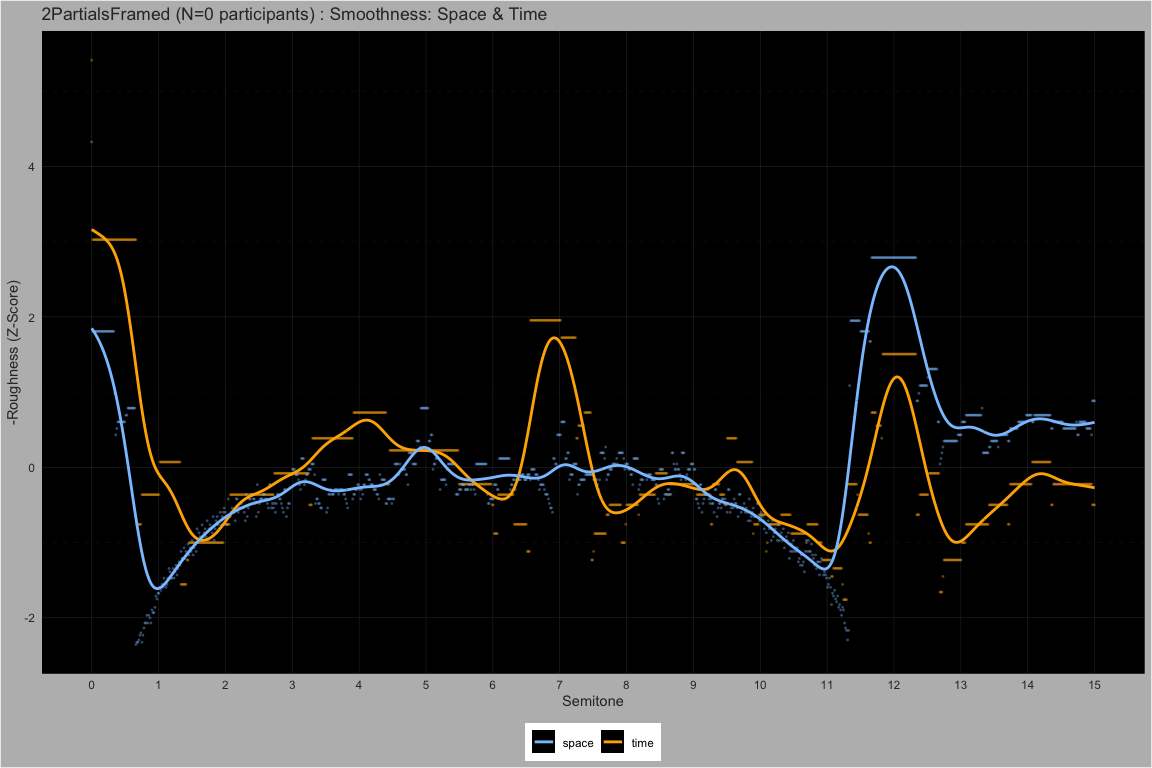 2PartialsFramed (N=0 participants) : Smoothness: Space & Time
-Roughness (Z-Score)
4
2
0
-2
0 1 2 3 4 5 6 7 8 9 10 11 12 13 14 15
Semitone
space time